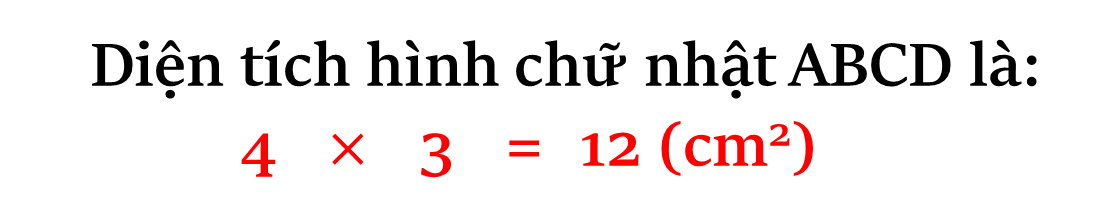 Diện tích hình chữ nhật ABCD là:
4 × 3 = 12 (cm²)